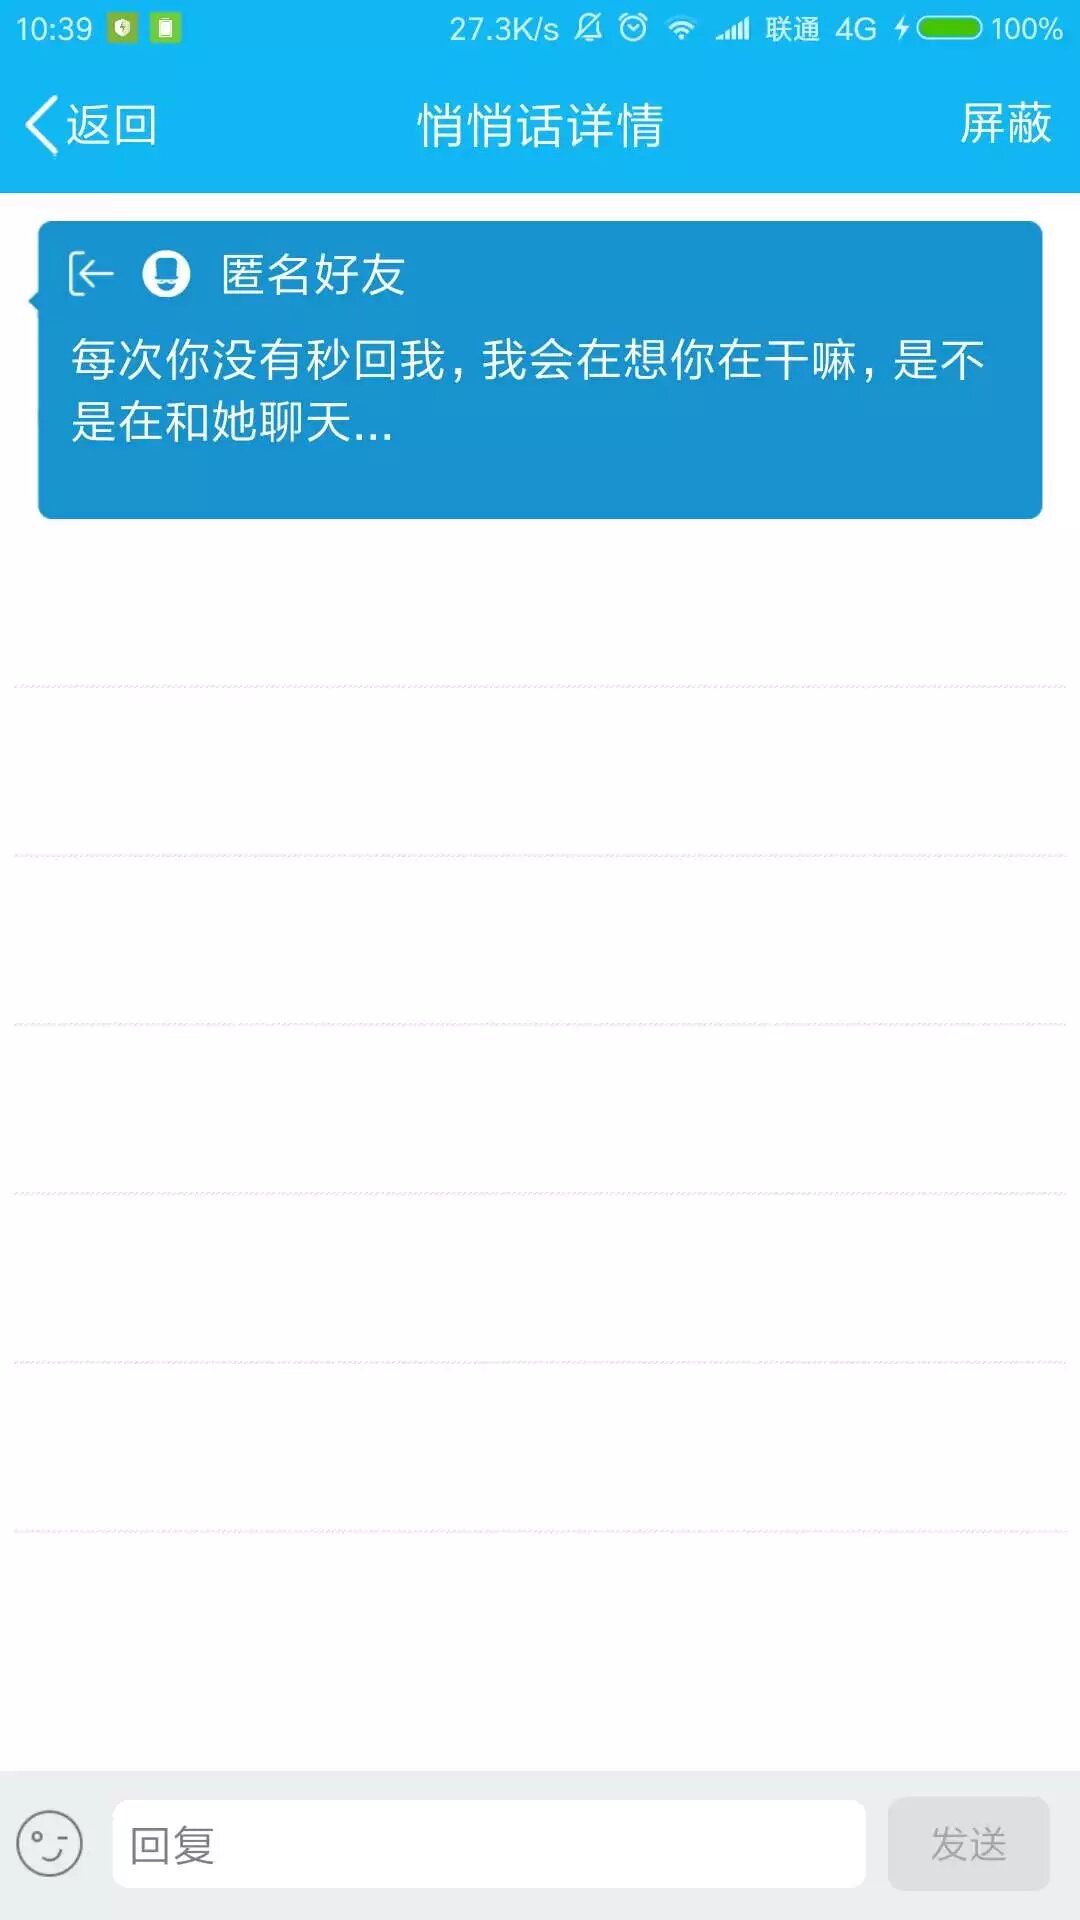 10:39 27.3K/s 联通 4G 100%
返回 悄悄话详情 屏蔽
匿名好友
每次你没有秒回我，我会在想你在干嘛，是不
是在和她聊天...
回复 发送